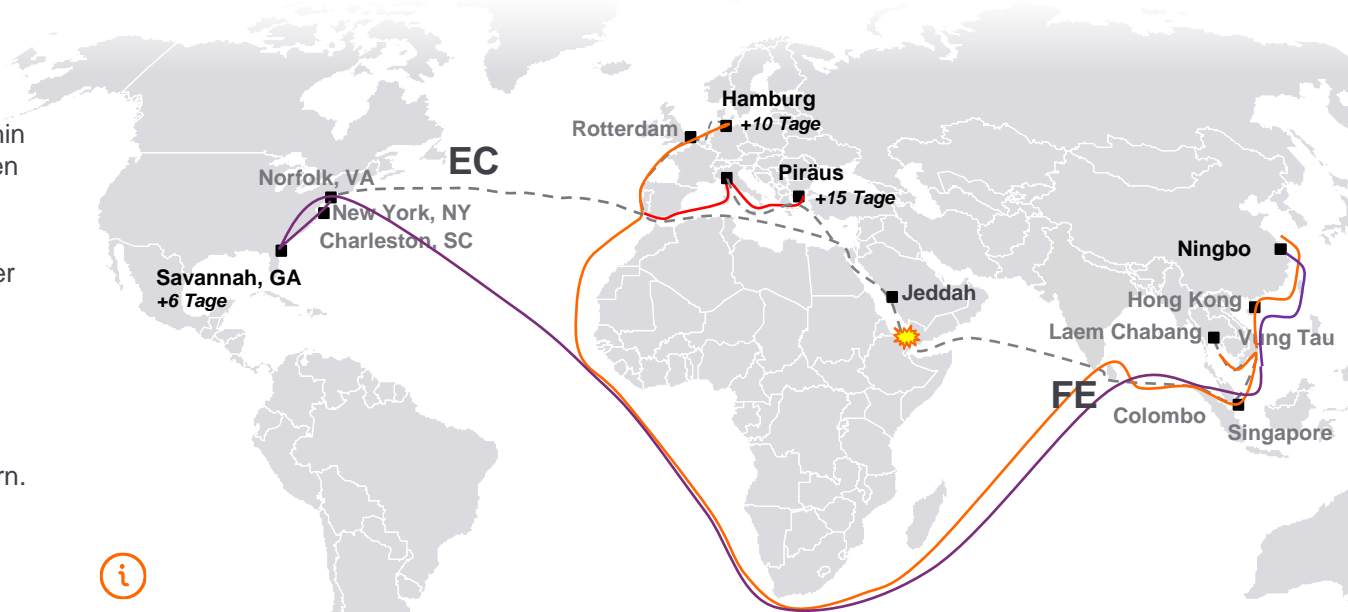 Hamburg
+10 Tage
Rotterdam
EC
Norfolk, VA
Piräus
+15 Tage
New York, NY
Charleston, SC
Savannah, GA
+6 Tage
Ningbo
Jeddah
Hong Kong
Laem Chabang
Vung Tau
FE
Colombo
Singapore
i